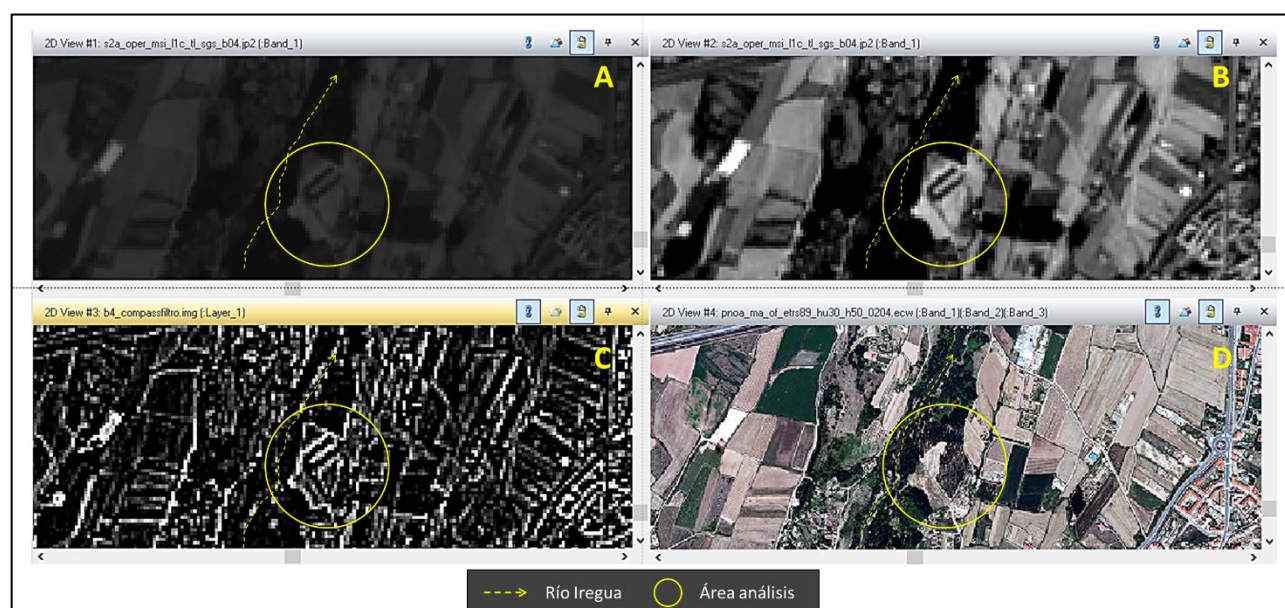 2D View #1: s2a_oper_msi_l1c_tl_sgs_b04.jp2 (:Band_1)
A
2D View #2: s2a_oper_msi_l1c_tl_sgs_b04.jp2 (:Band_1)
B
2D View #3: b4_compassfiltro.img (:Layer_1)
C
2D View #4: pnoa_ma_of_etrs89_hu30_h50_0204.ecw (:Band_1)(:Band_2)(:Band_3)
D
Río Iregua
Área análisis